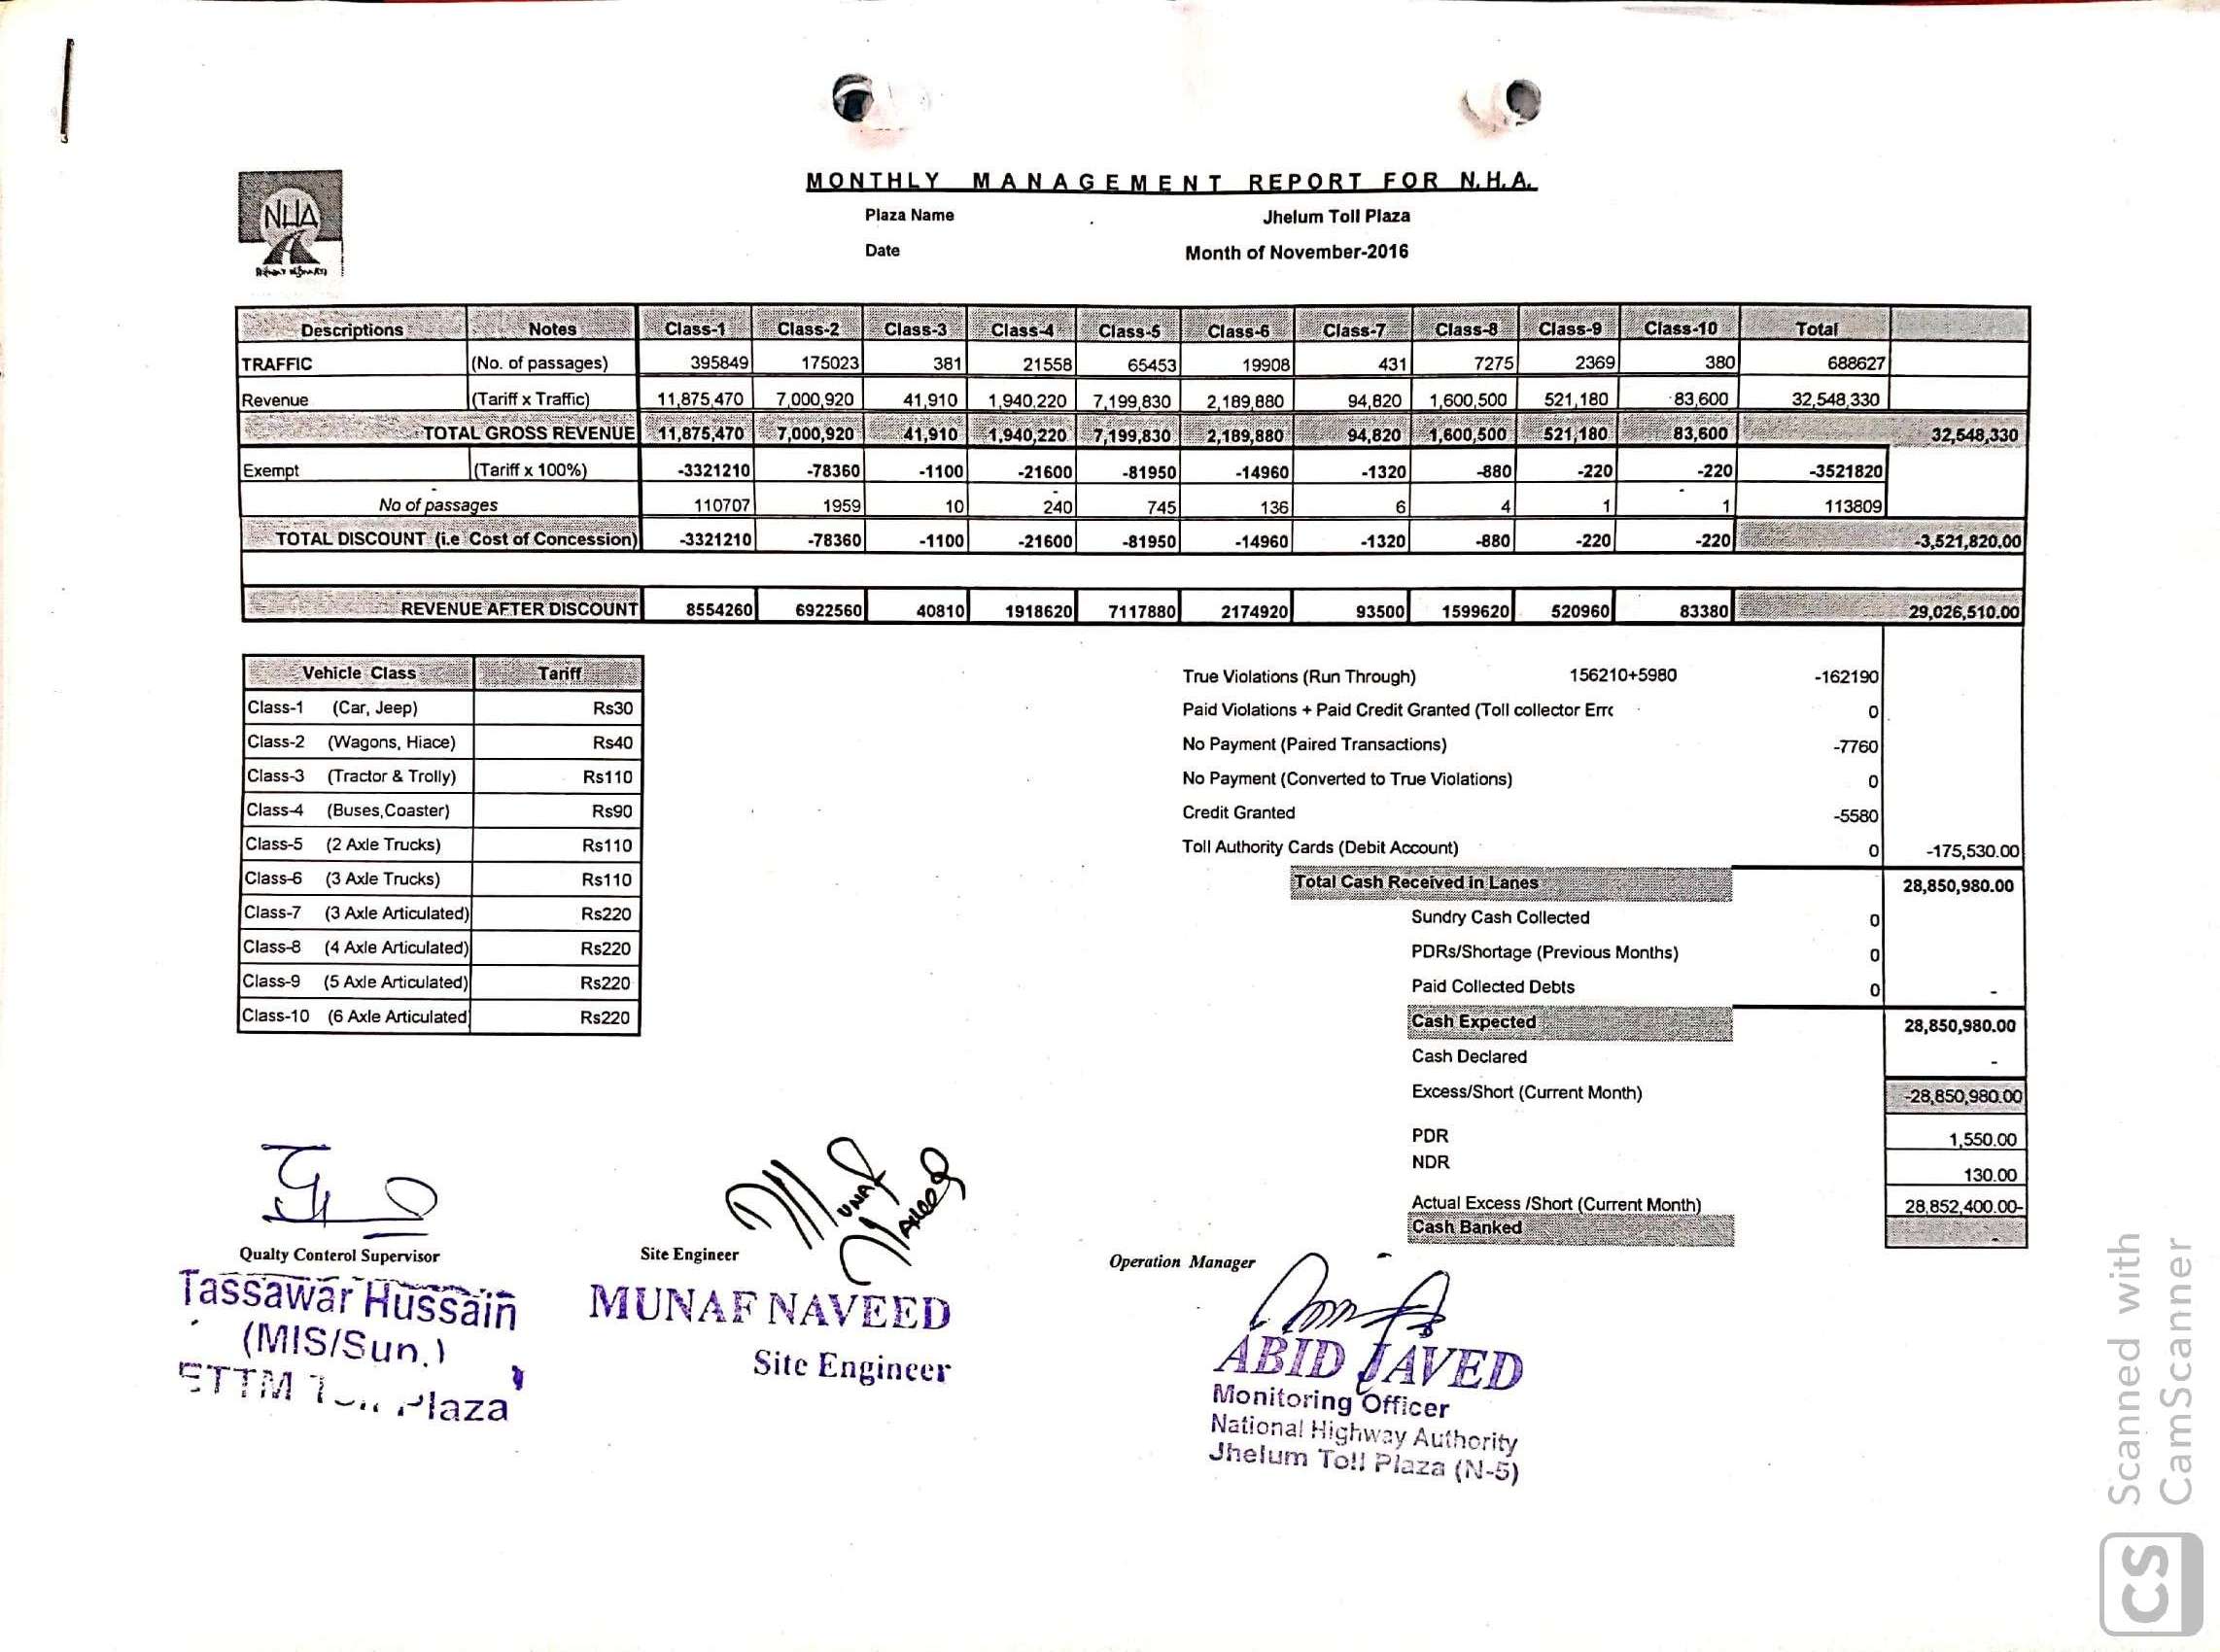 MONTHLY MANAGEMENT REPORT FOR N.H.A.
NHA
Plaza Name Jhelum Toll Plaza
Date Month of November-2016
Descriptions Notes Class-1 Class-2 Class-3 Class-4 Class-5 Class-6 Class-7 Class-8 Class-9 Class-10 Total
TRAFFIC (No. of passages) 395849 175023 381 21558 65453 19908 431 7275 2369 380 688627
Revenue (Tariff x Traffic) 11,875,470 7,000,920 41,910 1,940,220 7,199,830 2,189,880 94,820 1,600,500 521,180 83,600 32,548,330
TOTAL GROSS REVENUE 11,875,470 7,000,920 41,910 1,940,220 7,199,830 2,189,880 94,820 1,600,500 521,180 83,600 32,548,330
Exempt (Tariff x 100%) -3321210 -78360 -1100 -21600 -81950 -14960 -1320 -880 -220 -220 -3521820
No of passages 110707 1959 10 240 745 136 6 4 1 1 113809
TOTAL DISCOUNT (i.e Cost of Concession) -3321210 -78360 -1100 -21600 -81950 -14960 -1320 -880 -220 -220 -3,521,820.00
REVENUE AFTER DISCOUNT 8554260 6922560 40810 1918620 7117880 2174920 93500 1599620 520960 83380 29,026,510.00
Vehicle Class Tariff
Class-1 (Car, Jeep) Rs30
Class-2 (Wagons, Hiace) Rs40
Class-3 (Tractor & Trolly) Rs110
Class-4 (Buses,Coaster) Rs90
Class-5 (2 Axle Trucks) Rs110
Class-6 (3 Axle Trucks) Rs110
Class-7 (3 Axle Articulated) Rs220
Class-8 (4 Axle Articulated) Rs220
Class-9 (5 Axle Articulated) Rs220
Class-10 (6 Axle Articulated Rs220
True Violations (Run Through) 156210+5980 -162190
Paid Violations + Paid Credit Granted (Toll collector Errc 0
No Payment (Paired Transactions) -7760
No Payment (Converted to True Violations) 0
Credit Granted -5580
Toll Authority Cards (Debit Account) 0 -175,530.00
Total Cash Received in Lanes 28,850,980.00
Sundry Cash Collected 0
PDRs/Shortage (Previous Months) 0
Paid Collected Debts 0 -
Cash Expected 28,850,980.00
Cash Declared -
Excess/Short (Current Month) -28,850,980.00
PDR 1,550.00
NDR 130.00
Actual Excess /Short (Current Month) 28,852,400.00-
Cash Banked -
Qualty Conterol Supervisor
Tassawar Hussain
(MIS/Sun.)
ETTM Toll Plaza
Munaf Naveed
Site Engineer
MUNAF NAVEED
Site Engineer
Operation Manager
ABID JAVED
Monitoring Officer
National Highway Authority
Jhelum Toll Plaza (N-5)
CS Scanned with
CamScanner